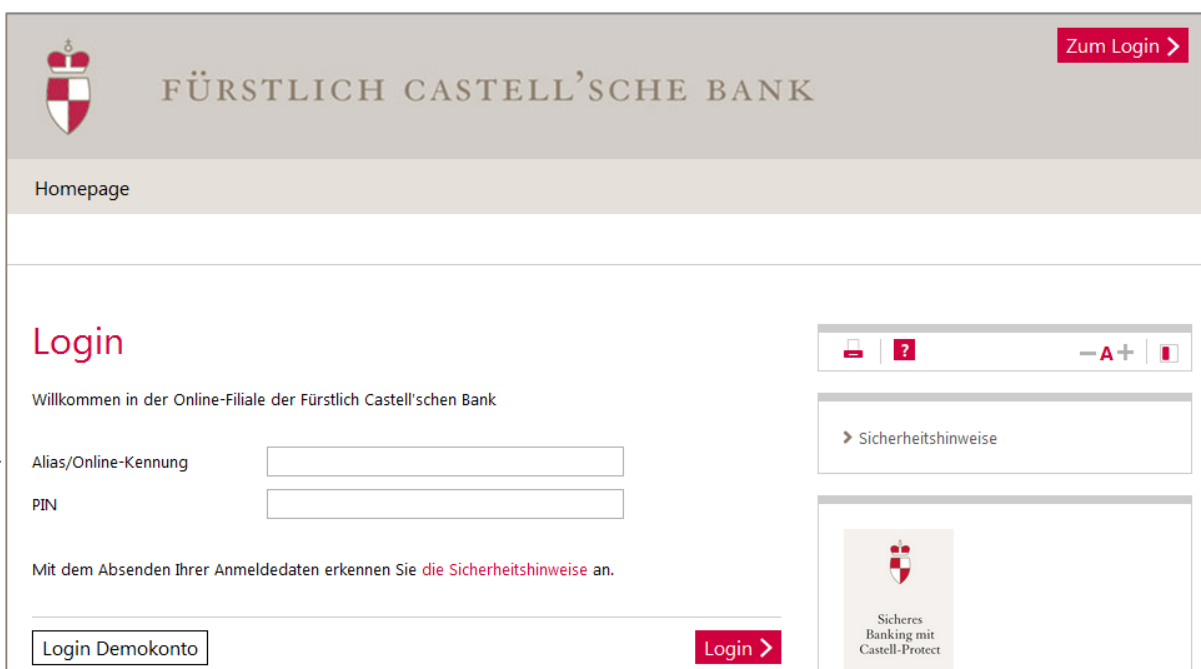 Zum Login
FÜRSTLICH CASTELL'SCHE BANK
Homepage
Login
Willkommen in der Online-Filiale der Fürstlich Castell'schen Bank
Alias/Online-Kennung
PIN
Mit dem Absenden Ihrer Anmeldedaten erkennen Sie die Sicherheitshinweise an.
Login Demokonto
Login
? A
Sicherheitshinweise
Sicheres
Banking mit
Castell-Protect